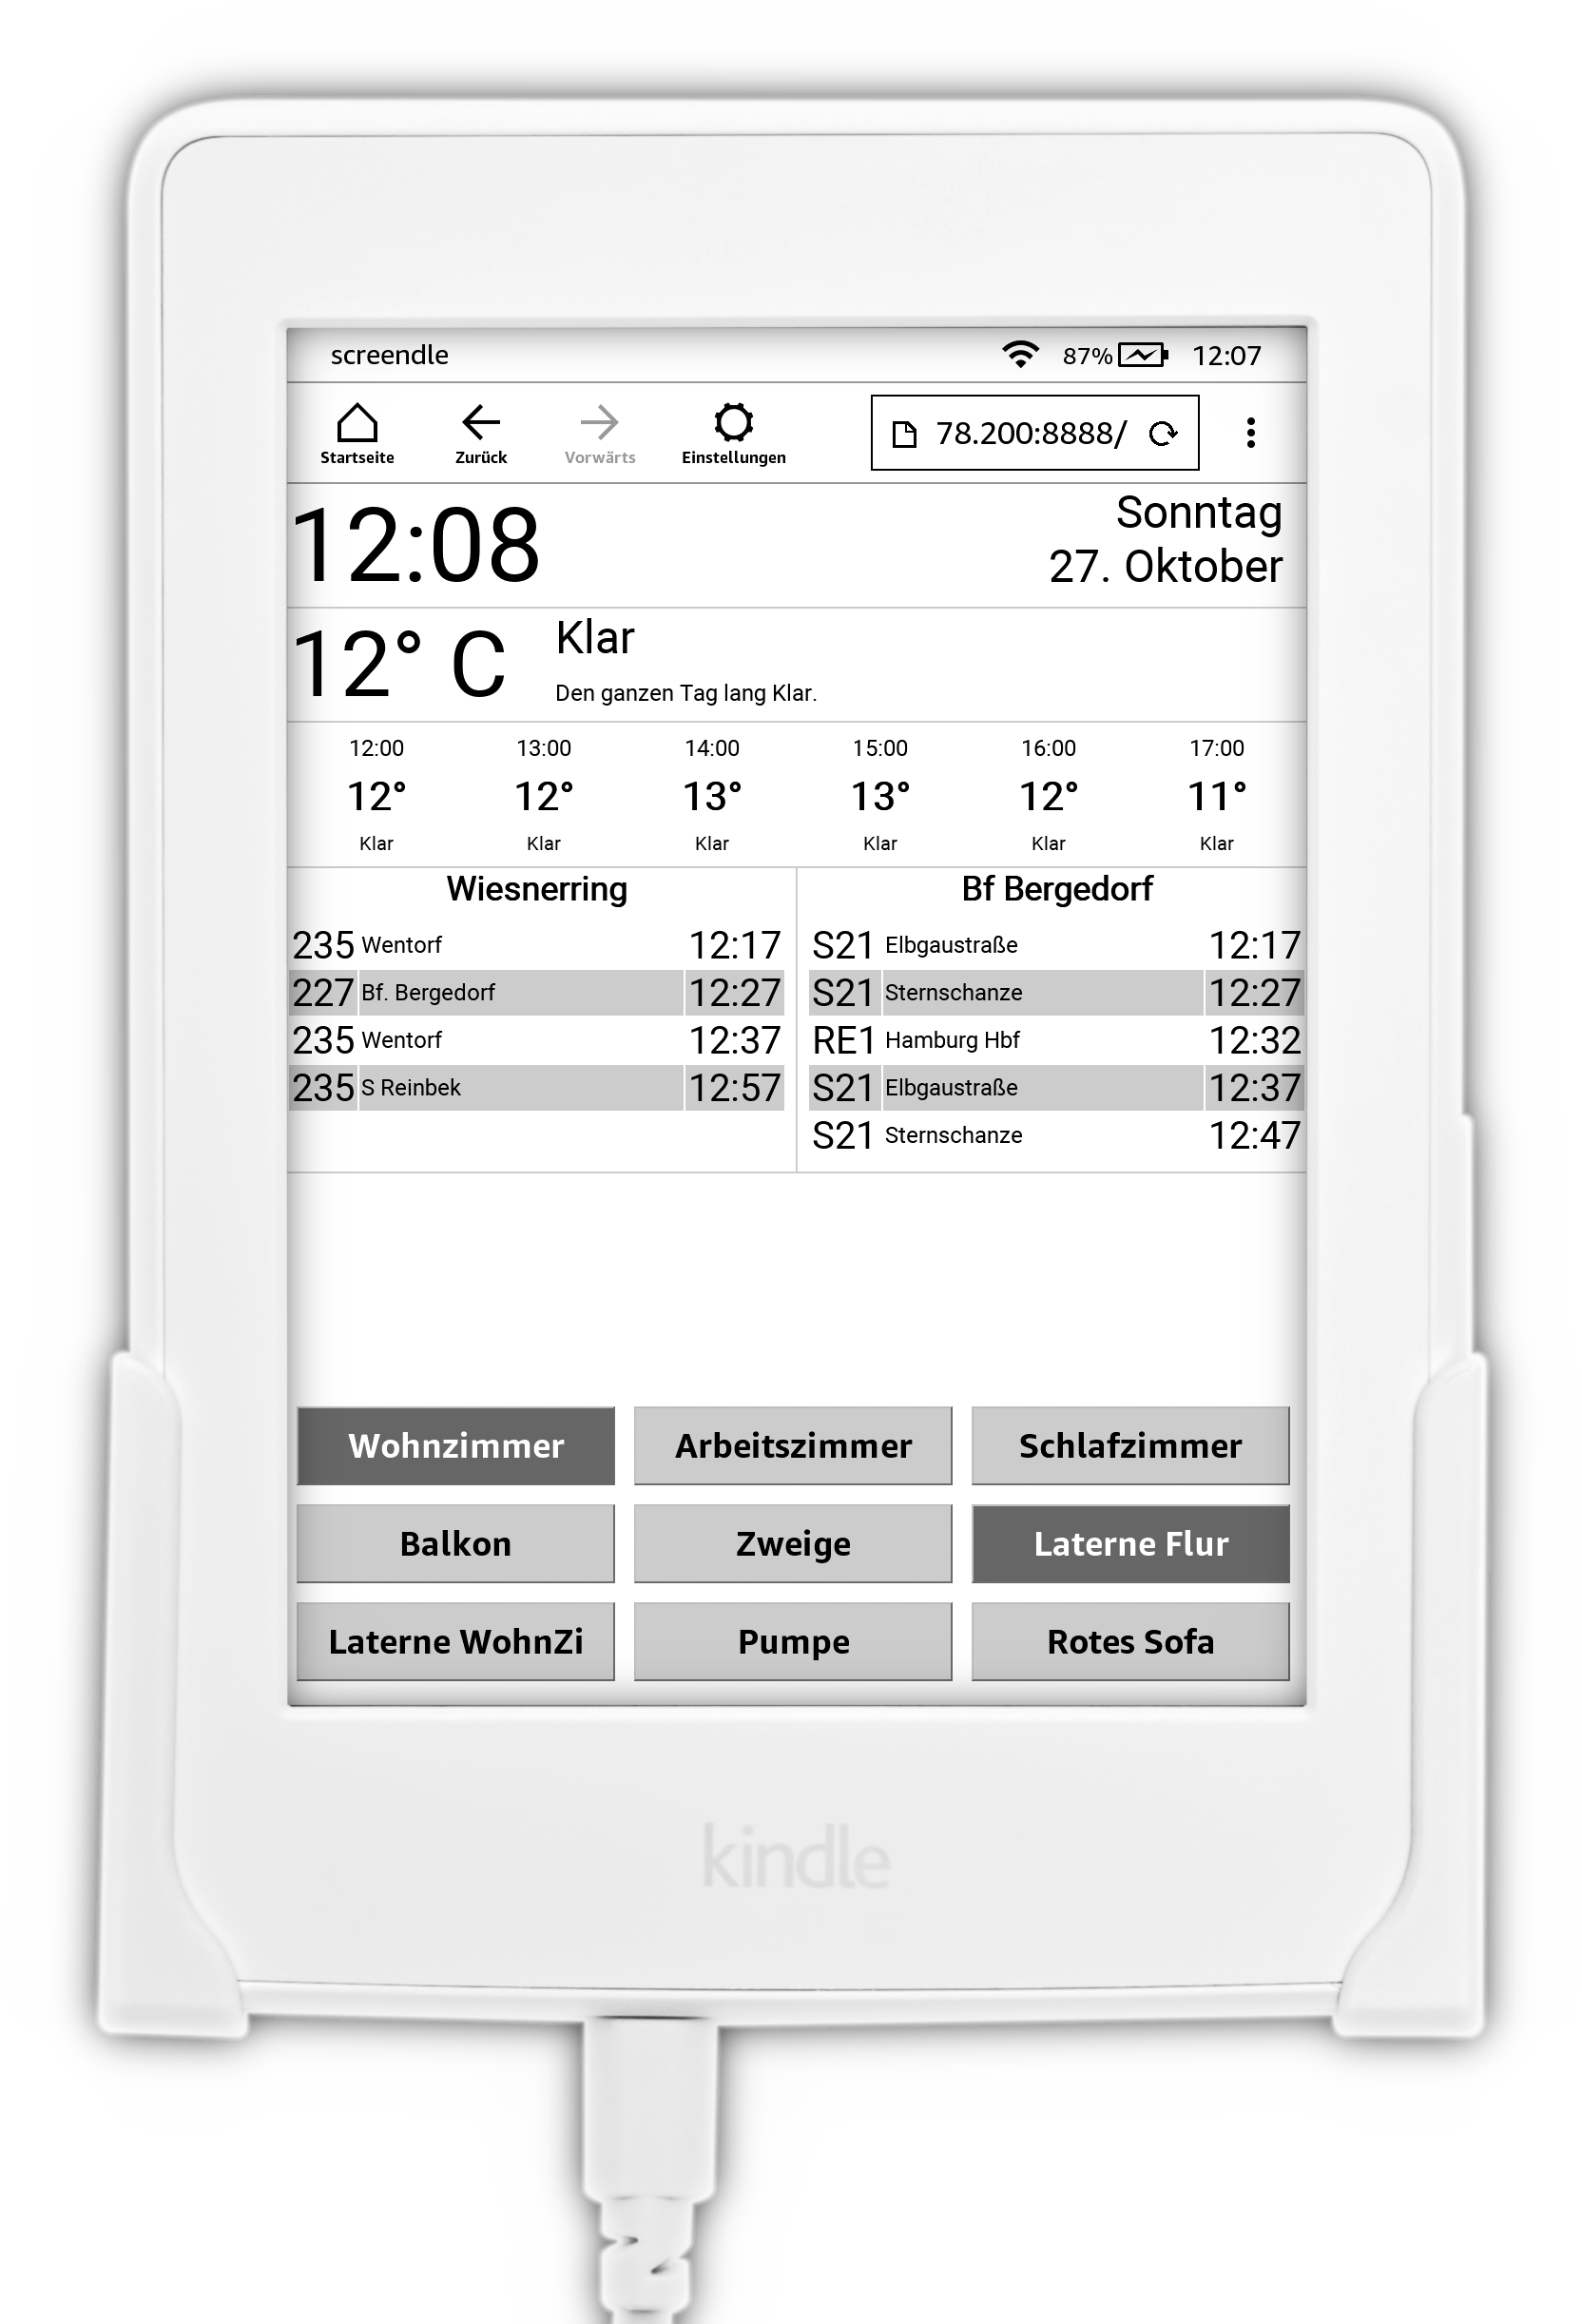 screendle 87% 12:07
Startseite Zurück Vorwärts Einstellungen 78.200:8888/
12:08 Sonntag
27. Oktober
12° C Klar
Den ganzen Tag lang Klar.
12:00 13:00 14:00 15:00 16:00 17:00
12° 12° 13° 13° 12° 11°
Klar Klar Klar Klar Klar Klar
Wiesnerring
235 Wentorf 12:17
227 Bf. Bergedorf 12:27
235 Wentorf 12:37
235 S Reinbek 12:57
Bf Bergedorf
S21 Elbgaustraße 12:17
S21 Sternschanze 12:27
RE1 Hamburg Hbf 12:32
S21 Elbgaustraße 12:37
S21 Sternschanze 12:47
Wohnzimmer Arbeitszimmer Schlafzimmer
Balkon Zweige Laterne Flur
Laterne WohnZi Pumpe Rotes Sofa
kindle